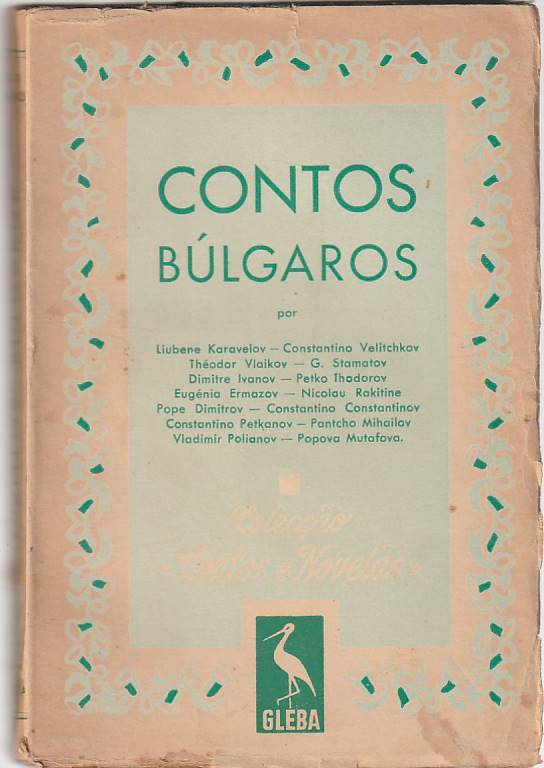 CONTOS
BÚLGAROS
por
Liubene Karavelov — Constantino Velitchkov
Théodor Vlaikov — G. Stamatov
Dimitre Ivanov — Petko Thodorov
Eugénia Ermazov — Nicolau Rakitine
Pope Dimitrov — Constantino Constantinov
Constantino Petkanov — Pantcho Mihailov
Vladimir Polianov — Popova Mutafova.
Colecção
«Contos e Novelas»
GLEBA